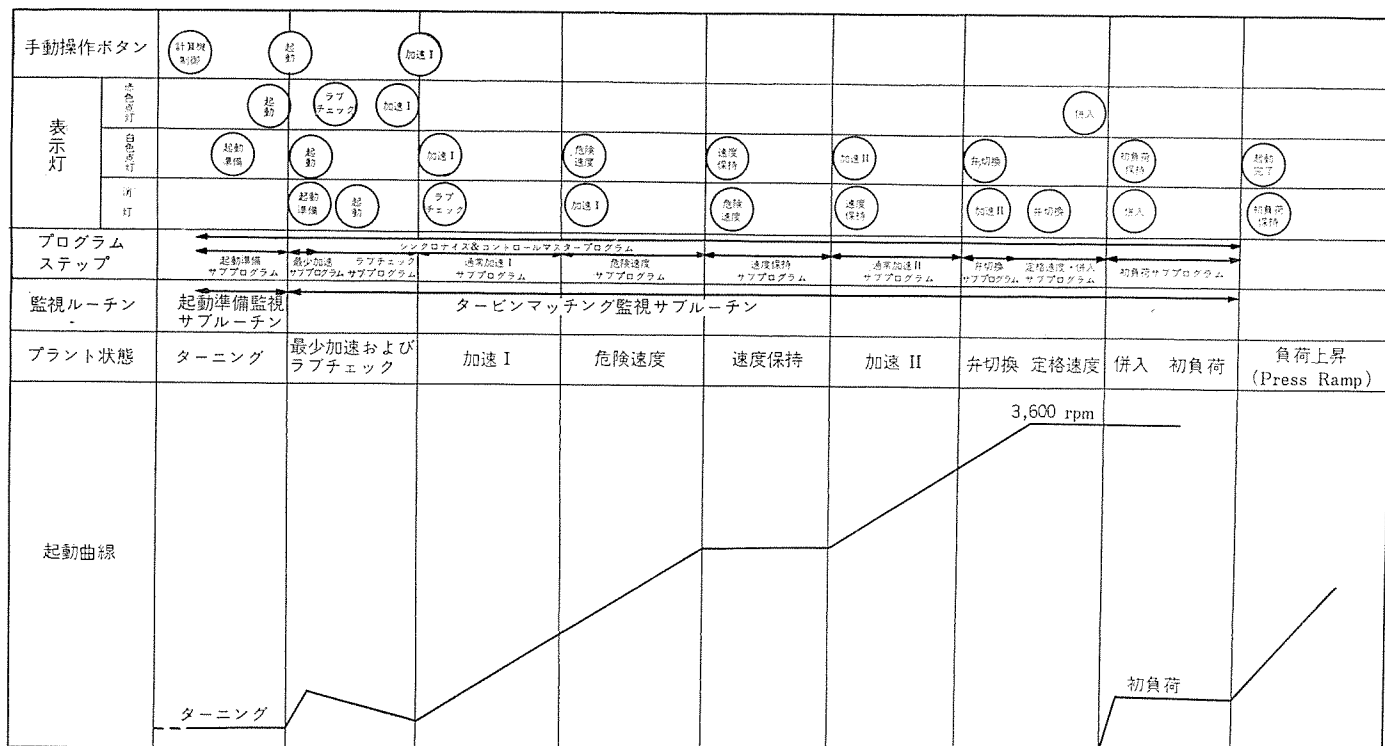 手動操作ボタン
計算機
制御
起動
加速 I
表示灯
赤色点灯
起動
ラブ
チェック
加速 I
併入
白色点灯
起動
準備
起動
加速 I
危険
速度
速度
保持
加速 II
弁切換
初負荷
保持
起動
完了
消灯
起動
準備
起動
ラブ
チェック
加速 I
危険
速度
速度
保持
加速II
弁切換
併入
初負荷
保持
プログラム
ステップ
シンクロナイズ&コントロールマスタープログラム
起動準備
サブプログラム
最少加速
サブプログラム
ラブチェック
サブプログラム
通常加速 I
サブプログラム
危険速度
サブプログラム
速度保持
サブプログラム
通常加速 II
サブプログラム
弁切換
サブプログラム
定格速度・併入
サブプログラム
初負荷サブプログラム
監視ルーチン
起動準備監視
サブルーチン
タービンマッチング監視サブルーチン
プラント状態
ターニング
最少加速および
ラブチェック
加速 I
危険速度
速度保持
加速 II
弁切換 定格速度
併入 初負荷
負荷上昇
(Press Ramp)
起動曲線
3,600 rpm
ターニング
初負荷